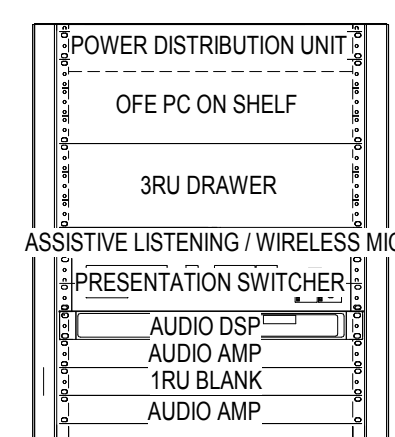 POWER DISTRIBUTION UNIT
OFE PC ON SHELF
3RU DRAWER
ASSISTIVE LISTENING / WIRELESS MIC
PRESENTATION SWITCHER
AUDIO DSP
AUDIO AMP
1RU BLANK
AUDIO AMP